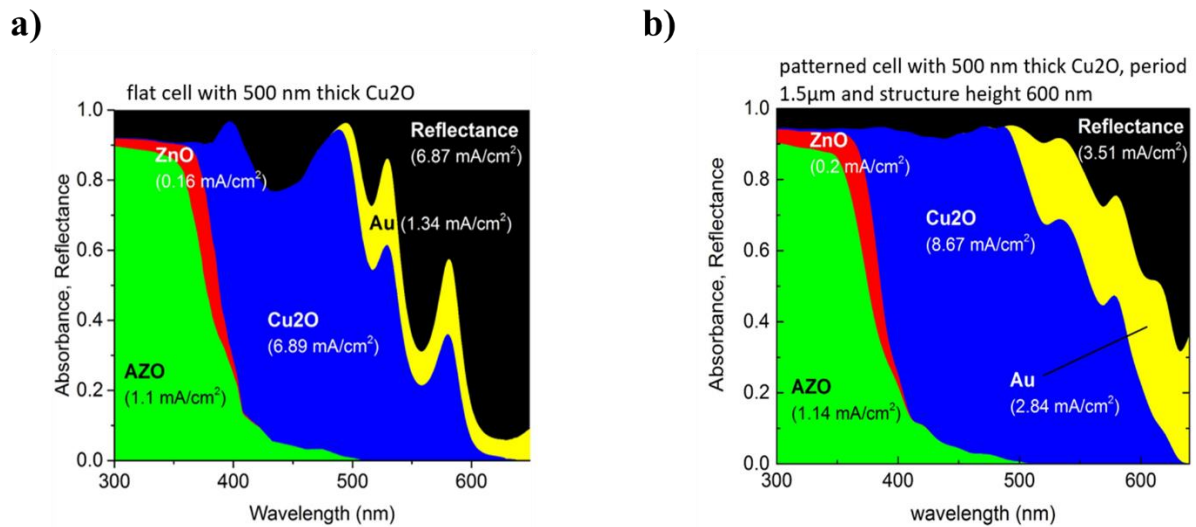 a)
flat cell with 500 nm thick Cu2O
1.0
0.8
0.6
0.4
0.2
0.0
Absorbance, Reflectance
Reflectance
(6.87 mA/cm²)
ZnO
(0.16 mA/cm²)
Au (1.34 mA/cm²)
Cu2O
(6.89 mA/cm²)
AZO
(1.1 mA/cm²)
300 400 500 600
Wavelength (nm)
b)
patterned cell with 500 nm thick Cu2O, period
1.5µm and structure height 600 nm
1.0
0.8
0.6
0.4
0.2
0.0
Absorbance, Reflectance
Reflectance
(3.51 mA/cm²)
ZnO
(0.2 mA/cm²)
Cu2O
(8.67 mA/cm²)
AZO
(1.14 mA/cm²)
Au
(2.84 mA/cm²)
300 400 500 600
wavelength (nm)